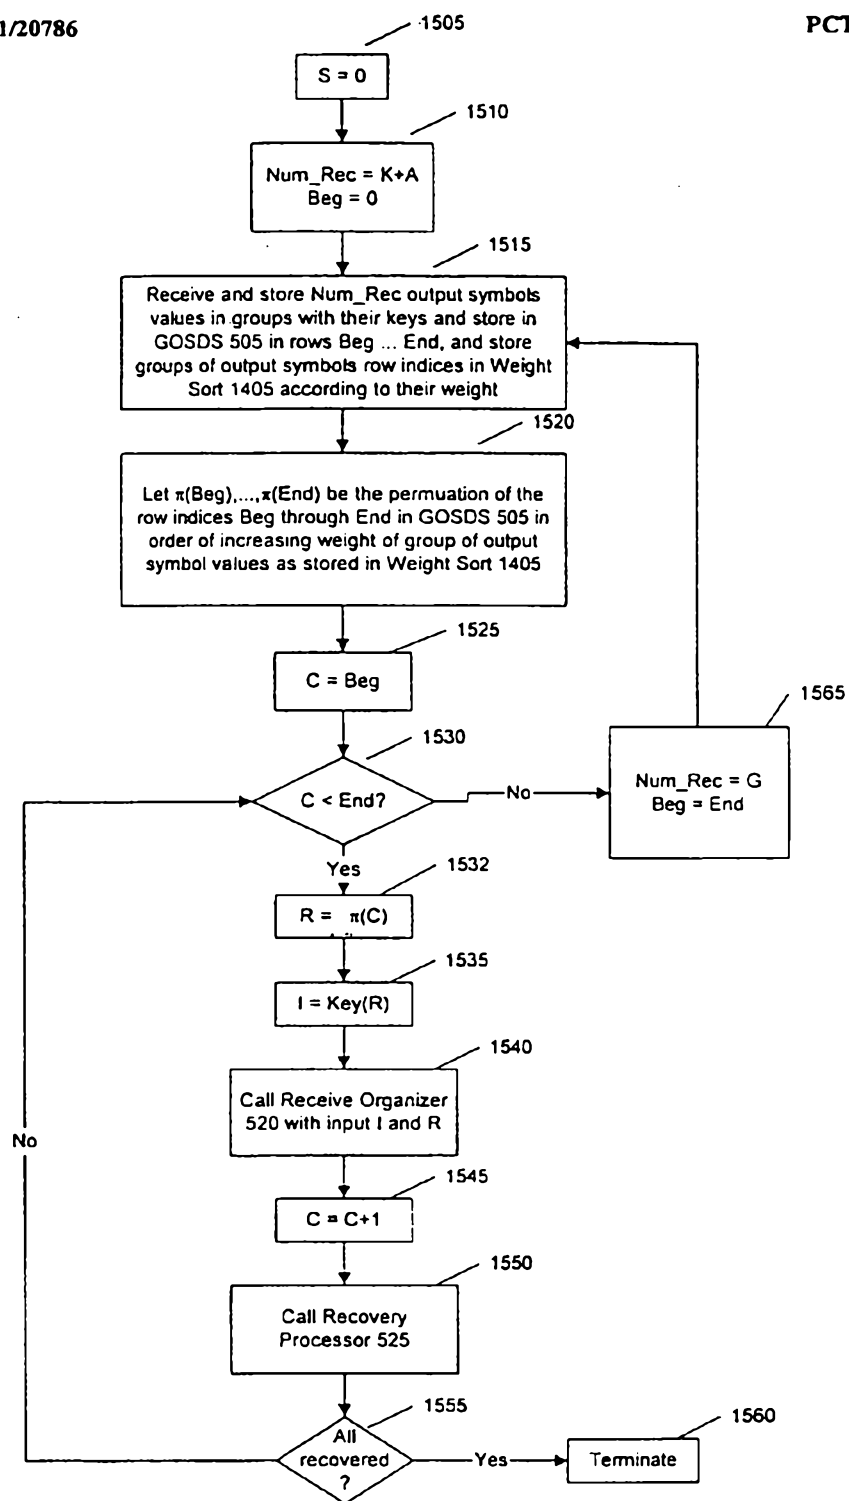 1/20786
PCT
1505
S = 0
1510
Num_Rec = K+A
Beg = 0
1515
Receive and store Num_Rec output symbols
values in groups with their keys and store in
GOSDS 505 in rows Beg ... End, and store
groups of output symbols row indices in Weight
Sort 1405 according to their weight
1520
Let π(Beg),...,π(End) be the permuation of the
row indices Beg through End in GOSDS 505 in
order of increasing weight of group of output
symbol values as stored in Weight Sort 1405
1525
C = Beg
1565
Num_Rec = G
Beg = End
1530
C < End?
No
Yes
1532
R = π(C)
1535
I = Key(R)
1540
Call Receive Organizer
520 with input I and R
No
1545
C = C+1
1550
Call Recovery
Processor 525
1555
All
recovered
?
Yes
1560
Terminate